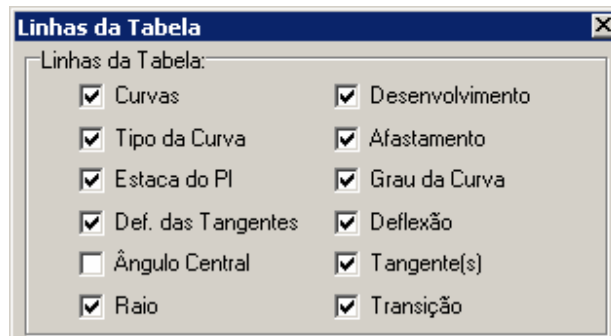 Linhas da Tabela
Linhas da Tabela:
Curvas Desenvolvimento
Tipo da Curva Afastamento
Estaca do PI Grau da Curva
Def. das Tangentes Deflexão
Ângulo Central Tangente(s)
Raio Transição